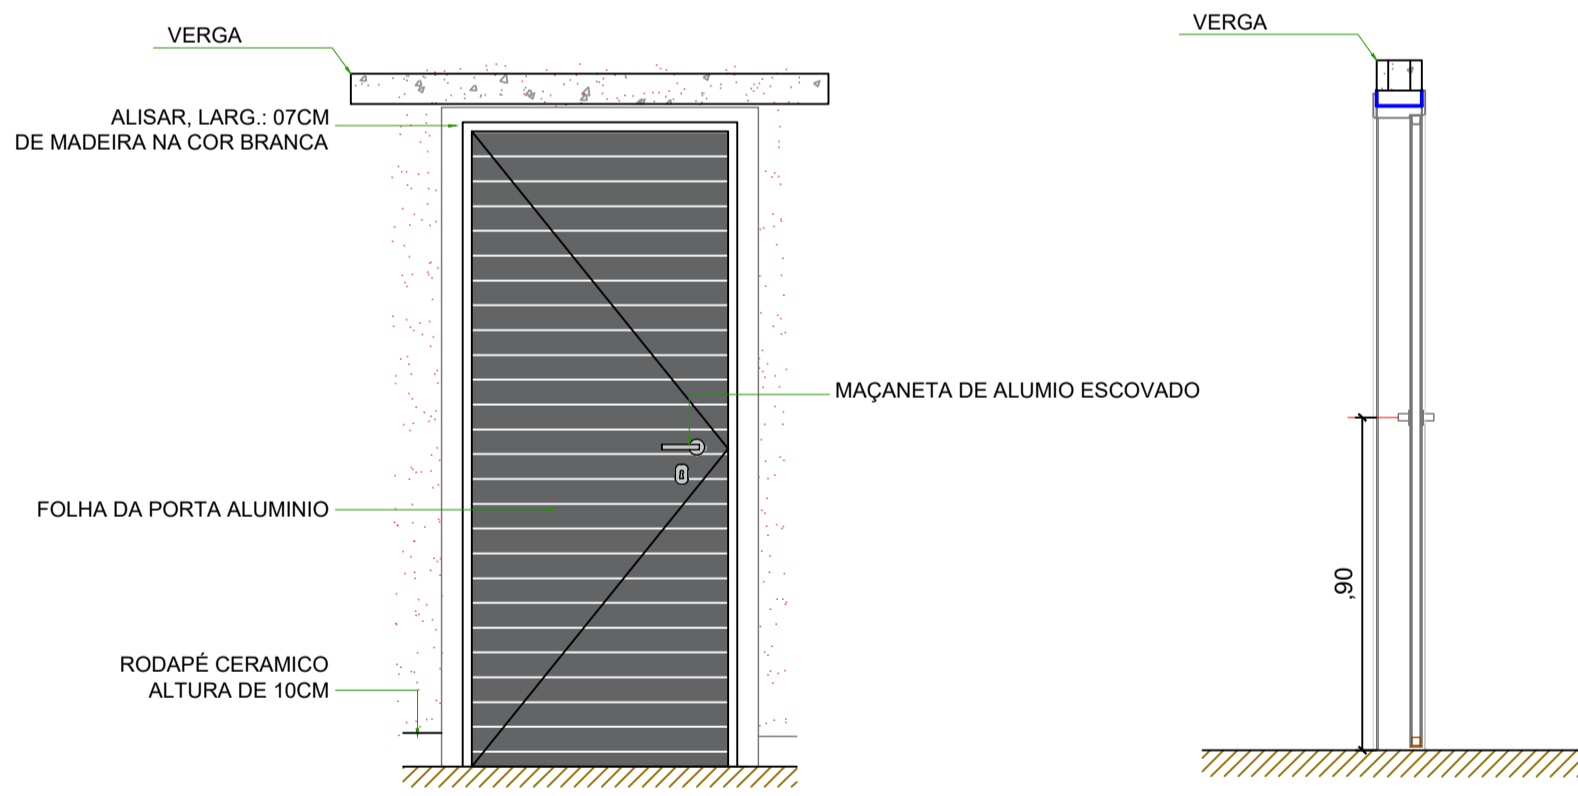 VERGA
ALISAR, LARG.: 07CM
DE MADEIRA NA COR BRANCA
MAÇANETA DE ALUMIO ESCOVADO
FOLHA DA PORTA ALUMINIO
RODAPÉ CERAMICO
ALTURA DE 10CM
VERGA
,90